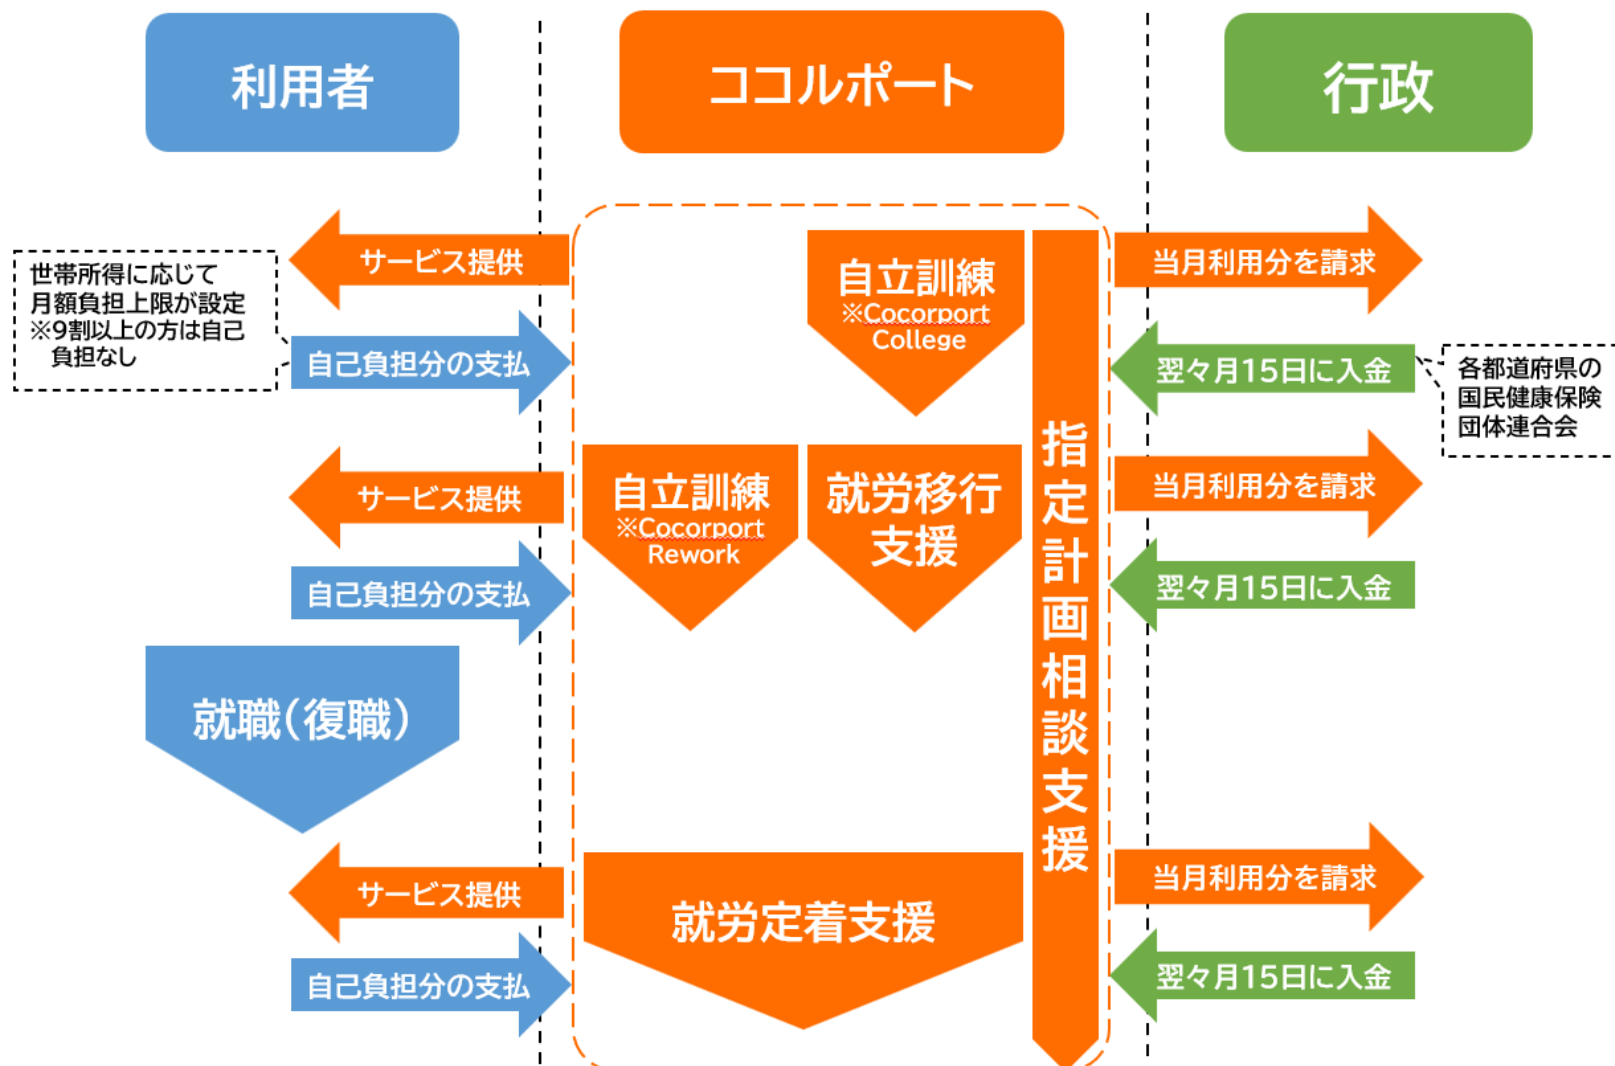 利用者
ココルポート
行政
サービス提供
自立訓練
※Cocorport
College
当月利用分を請求
世帯所得に応じて
月額負担上限が設定
※9割以上の方は自己
負担なし
自己負担分の支払
翌々月15日に入金
各都道府県の
国民健康保険
団体連合会
指定計画相談支援
サービス提供
自立訓練
※Cocorport
Rework
就労移行
支援
当月利用分を請求
自己負担分の支払
翌々月15日に入金
就職(復職)
サービス提供
就労定着支援
当月利用分を請求
自己負担分の支払
翌々月15日に入金